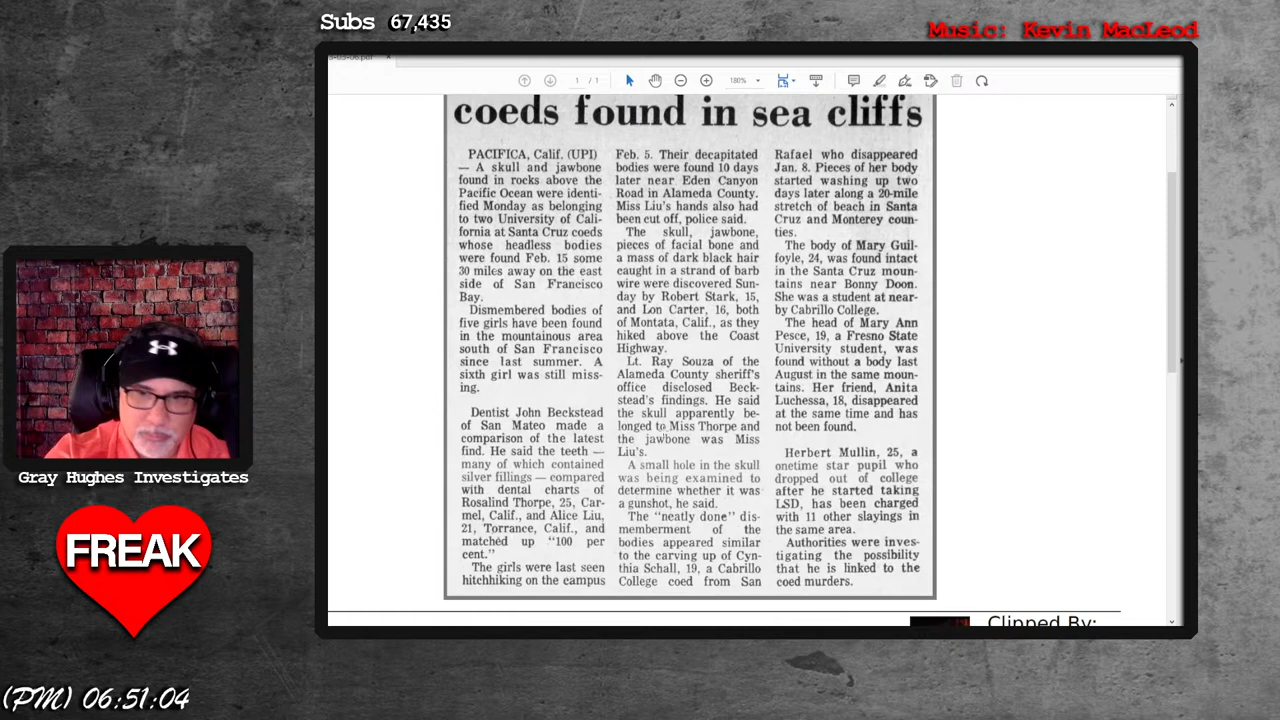 Subs 67,435
Music: Kevin MacLeod
1 / 1
180%
coeds found in sea cliffs
PACIFICA, Calif. (UPI)
— A skull and jawbone
found in rocks above the
Pacific Ocean were identi-
fied Monday as belonging
to two University of Cali-
fornia at Santa Cruz coeds
whose headless bodies
were found Feb. 15 some
30 miles away on the east
side of San Francisco
Bay.
Dismembered bodies of
five girls have been found
in the mountainous area
south of San Francisco
since last summer. A
sixth girl was still miss-
ing.
Dentist John Beckstead
of San Mateo made a
comparison of the latest
find. He said the teeth —
many of which contained
silver fillings — compared
with dental charts of
Rosalind Thorpe, 25, Car-
mel, Calif., and Alice Liu,
21, Torrance, Calif., and
matched up "100 per
cent."
The girls were last seen
hitchhiking on the campus
Feb. 5. Their decapitated
bodies were found 10 days
later near Eden Canyon
Road in Alameda County.
Miss Liu's hands also had
been cut off, police said.
The skull, jawbone,
pieces of facial bone and
a mass of dark black hair
caught in a strand of barb
wire were discovered Sun-
day by Robert Stark, 15,
and Lon Carter, 16, both
of Montata, Calif., as they
hiked above the Coast
Highway.
Lt. Ray Souza of the
Alameda County sheriff's
office disclosed Beck-
stead's findings. He said
the skull apparently be-
longed to Miss Thorpe and
the jawbone was Miss
Liu's.
A small hole in the skull
was being examined to
determine whether it was
a gunshot, he said.
The "neatly done" dis-
memberment of the
bodies appeared similar
to the carving up of Cyn-
thia Schall, 19, a Cabrillo
College coed from San
Rafael who disappeared
Jan. 8. Pieces of her body
started washing up two
days later along a 20-mile
stretch of beach in Santa
Cruz and Monterey coun-
ties.
The body of Mary Guil-
foyle, 24, was found intact
in the Santa Cruz moun-
tains near Bonny Doon.
She was a student at near-
by Cabrillo College.
The head of Mary Ann
Pesce, 19, a Fresno State
University student, was
found without a body last
August in the same moun-
tains. Her friend, Anita
Luchessa, 18, disappeared
at the same time and has
not been found.
Herbert Mullin, 25, a
onetime star pupil who
dropped out of college
after he started taking
LSD, has been charged
with 11 other slayings in
the same area.
Authorities were inves-
tigating the possibility
that he is linked to the
coed murders.
Clipped By:
Gray Hughes Investigates
FREAK
(PM) 06:51:04